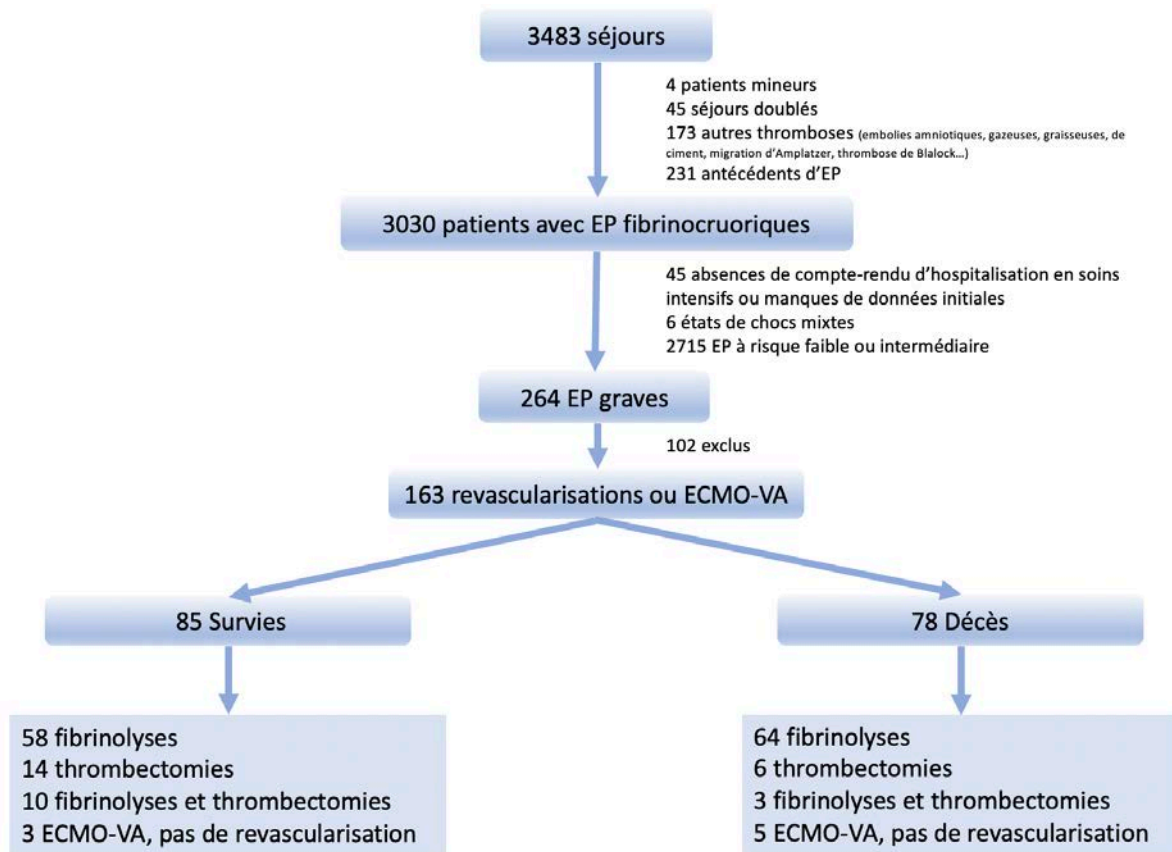 3483 séjours
4 patients mineurs
45 séjours doublés
173 autres thromboses (embolies amniotiques, gazeuses, graisseuses, de
ciment, migration d'Amplatzer, thrombose de Blalock…)
231 antécédents d'EP
3030 patients avec EP fibrinocruoriques
45 absences de compte-rendu d'hospitalisation en soins
intensifs ou manques de données initiales
6 états de chocs mixtes
2715 EP à risque faible ou intermédiaire
264 EP graves
102 exclus
163 revascularisations ou ECMO-VA
85 Survies
78 Décès
58 fibrinolyses
14 thrombectomies
10 fibrinolyses et thrombectomies
3 ECMO-VA, pas de revascularisation
64 fibrinolyses
6 thrombectomies
3 fibrinolyses et thrombectomies
5 ECMO-VA, pas de revascularisation